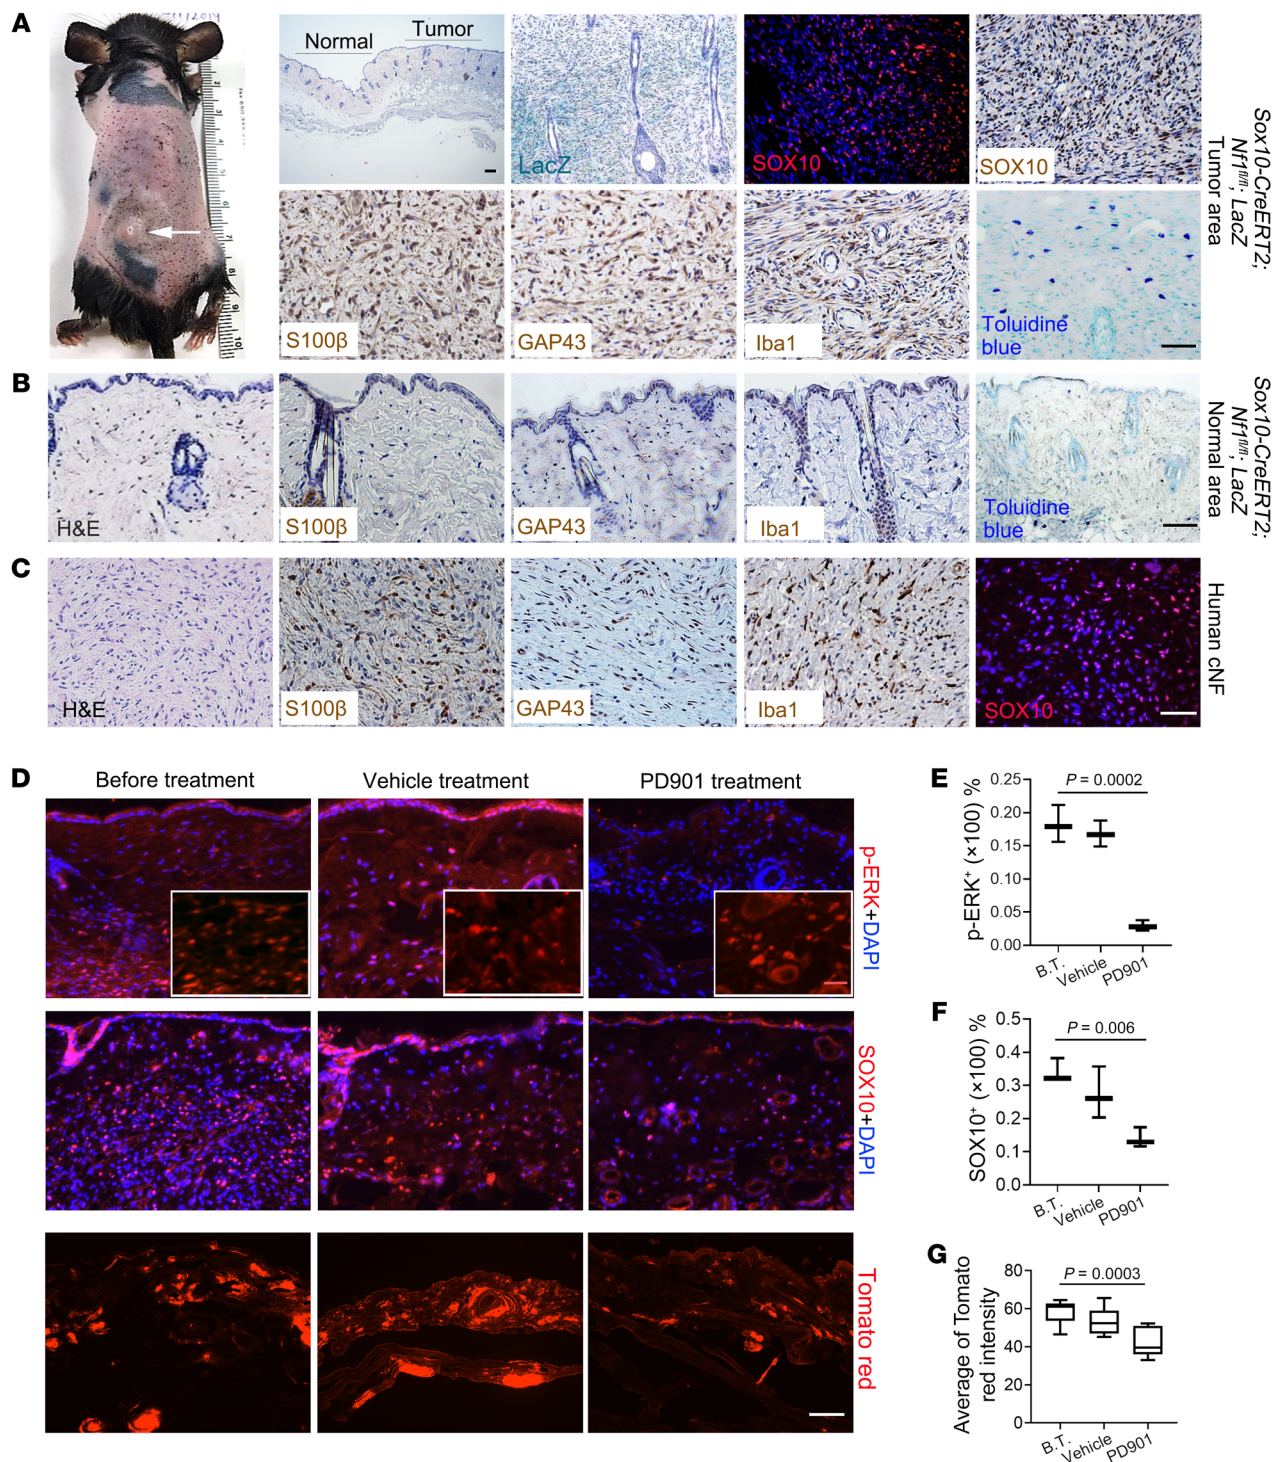 A
Normal
Tumor
LacZ
SOX10
SOX10
S100β
GAP43
Iba1
Toluidine
blue
Sox10-CreERT2;
Nf1fl/fl; LacZ
Tumor area
B
H&E
S100β
GAP43
Iba1
Toluidine
blue
Sox10-CreERT2;
Nf1fl/fl; LacZ
Normal area
C
H&E
S100β
GAP43
Iba1
SOX10
Human cNF
D
Before treatment
Vehicle treatment
PD901 treatment
p-ERK+DAPI
SOX10+DAPI
Tomato red
E
P = 0.0002
p-ERK+ (×100) %
0.25
0.20
0.15
0.10
0.05
0.00
B.T.
Vehicle
PD901
F
P = 0.006
SOX10+ (×100) %
0.5
0.4
0.3
0.2
0.1
0.0
B.T.
Vehicle
PD901
G
P = 0.0003
Average of Tomato
red intensity
80
60
40
20
0
B.T.
Vehicle
PD901